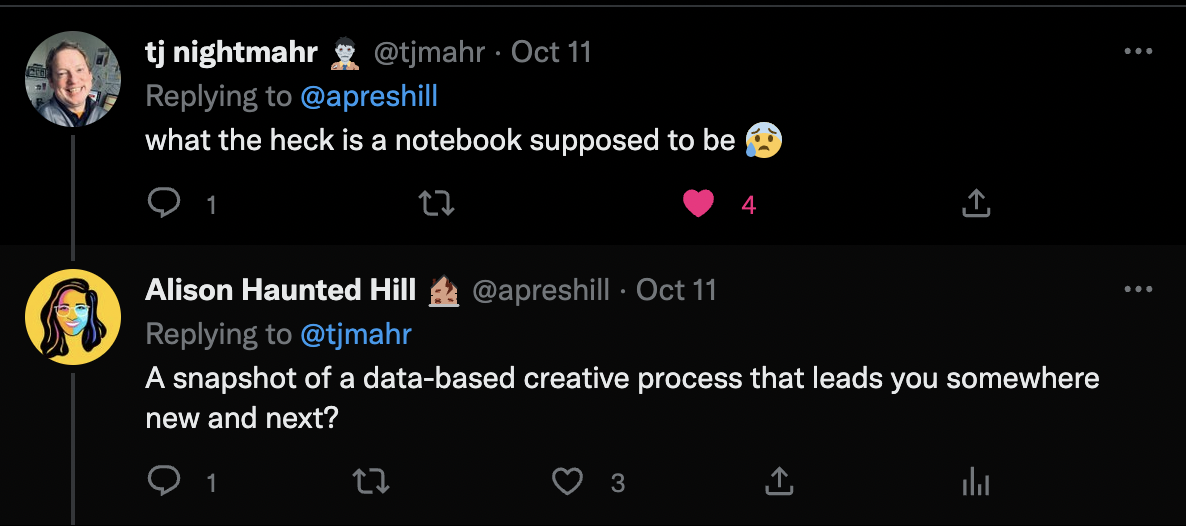 tj nightmahr 🧛🏻‍♂️ @tjmahr · Oct 11
Replying to @apreshill
what the heck is a notebook supposed to be 😰
1 4
Alison Haunted Hill 🏚️ @apreshill · Oct 11
Replying to @tjmahr
A snapshot of a data-based creative process that leads you somewhere
new and next?
1 3